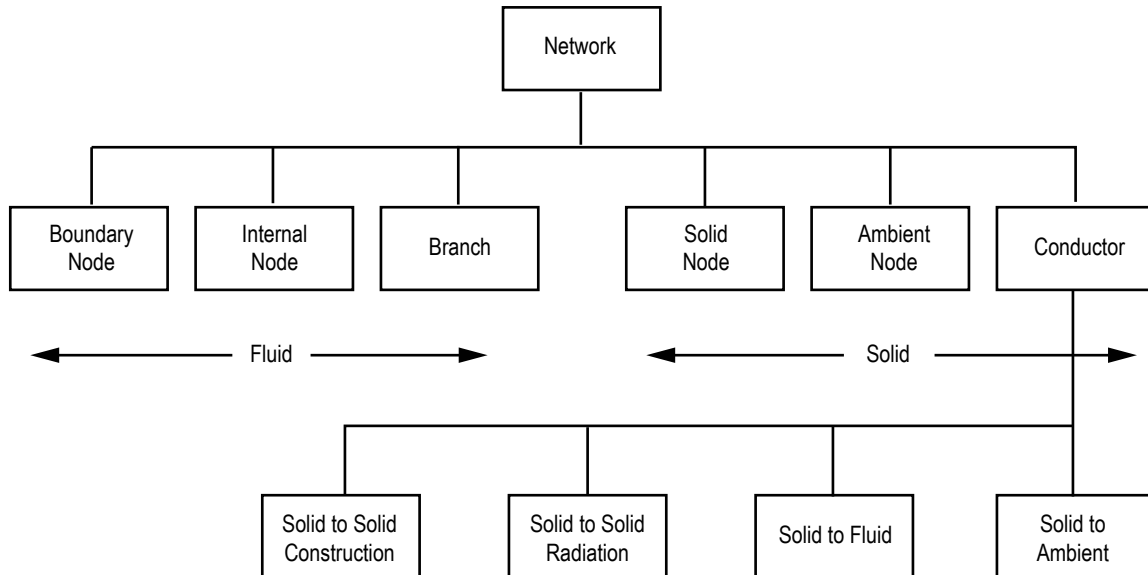 Network
Boundary
Node
Internal
Node
Branch
Solid
Node
Ambient
Node
Conductor
Fluid
Solid
Solid to Solid
Construction
Solid to Solid
Radiation
Solid to Fluid
Solid to
Ambient